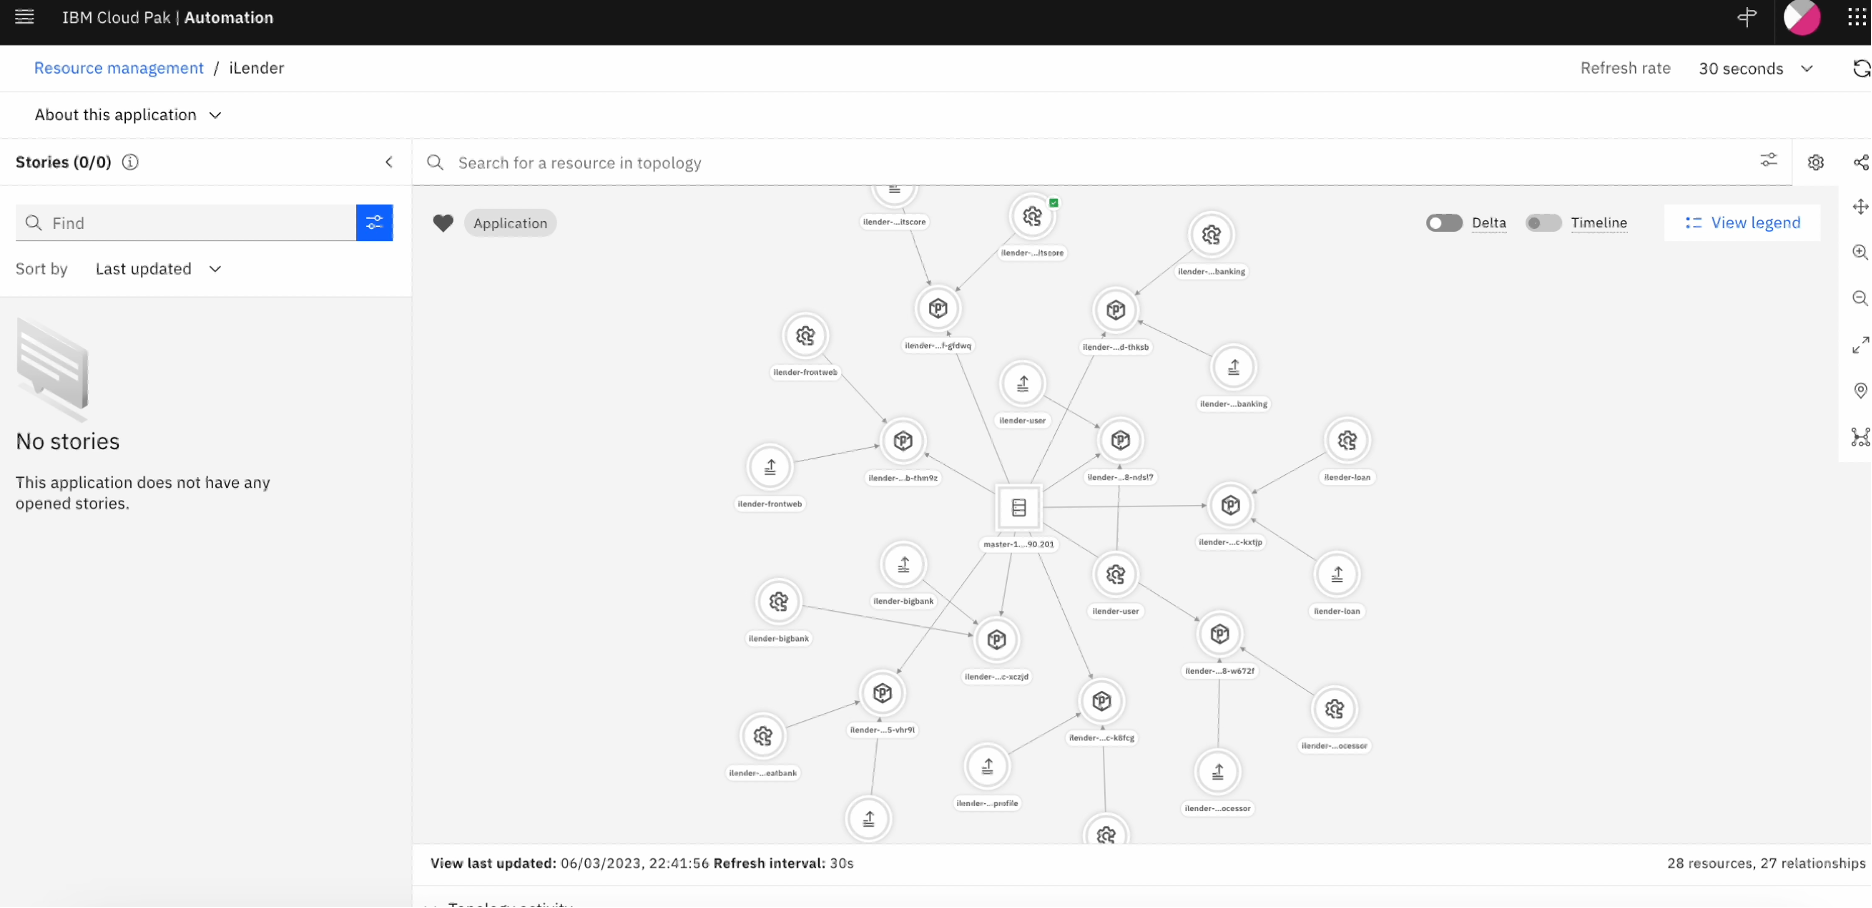 IBM Cloud Pak | Automation
Resource management / iLender
Refresh rate 30 seconds
About this application
Stories (0/0)
Search for a resource in topology
Find
Sort by Last updated
No stories
This application does not have any
opened stories.
Application
Delta
Timeline
View legend
ilender-...itscore
ilender-...itscore
ilender-...banking
ilender-...f-gfdwq
ilender-...d-thksb
ilender-frontweb
ilender-...banking
ilender-user
ilender-...b-thm9z
ilender-...8-ndsl7
ilender-loan
ilender-frontweb
master-1....90.201
ilender-...c-kxtjp
ilender-bigbank
ilender-user
ilender-loan
ilender-bigbank
ilender-...c-xczjd
ilender-...8-w672f
ilender-...5-vhr9l
ilender-...c-k8fcg
ilender-...ocessor
ilender-...eatbank
ilender-...profile
ilender-...ocessor
View last updated: 06/03/2023, 22:41:56 Refresh interval: 30s
28 resources, 27 relationships
Topology activity